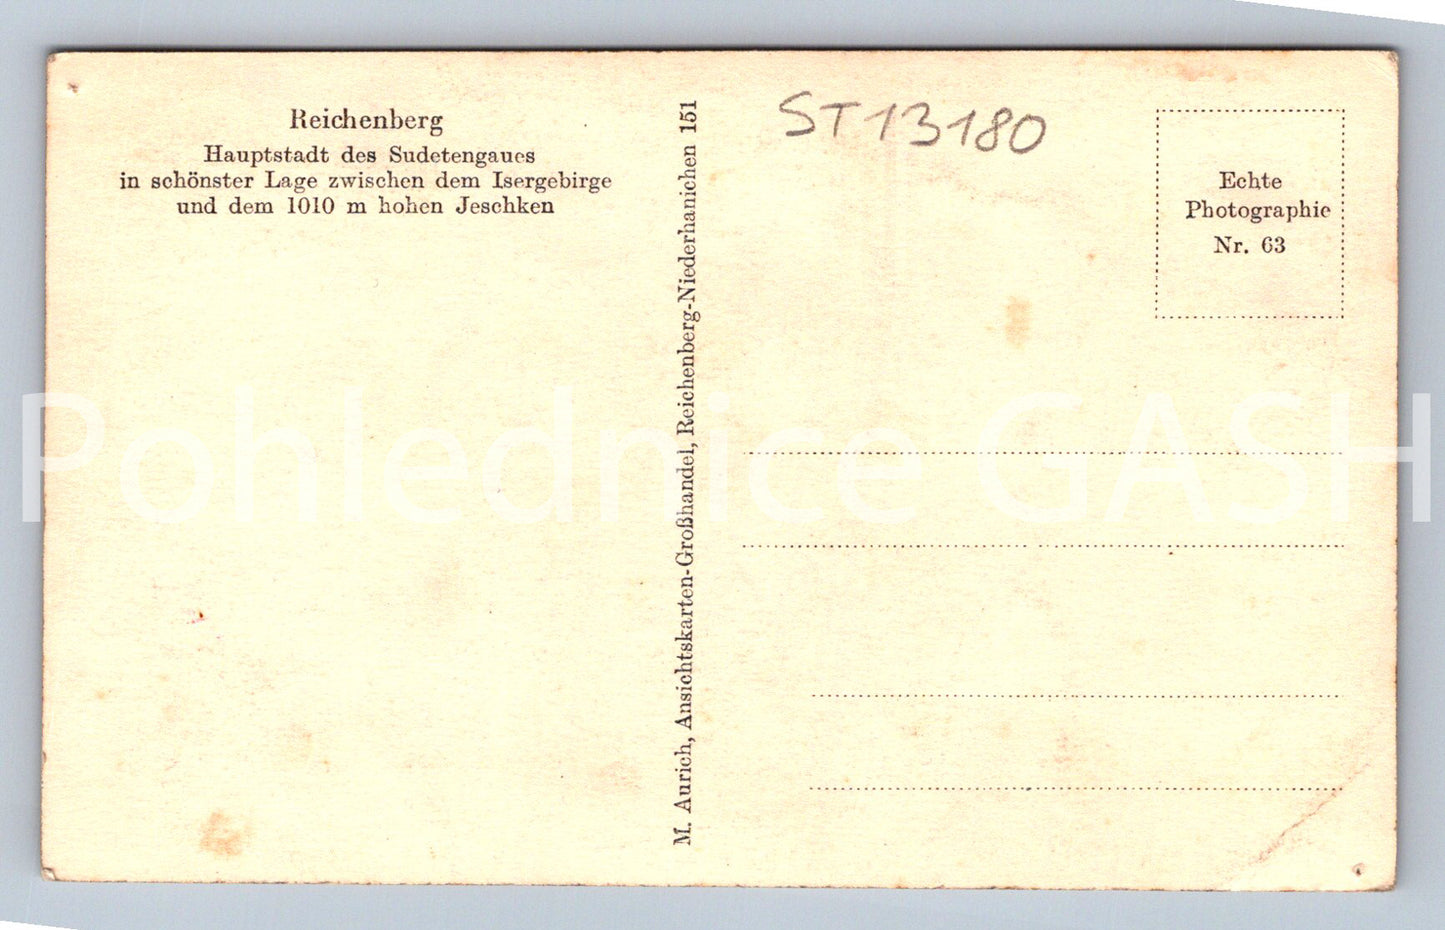 Reichenberg
Hauptstadt des Sudetengaues
in schönster Lage zwischen dem Isergebirge
und dem 1010 m hohen Jeschken
M. Aurich, Ansichtskarten-Großhandel, Reichenberg-Niederhanichen 151
ST13180
Echte
Photographie
Nr. 63
Pohlednice GASH